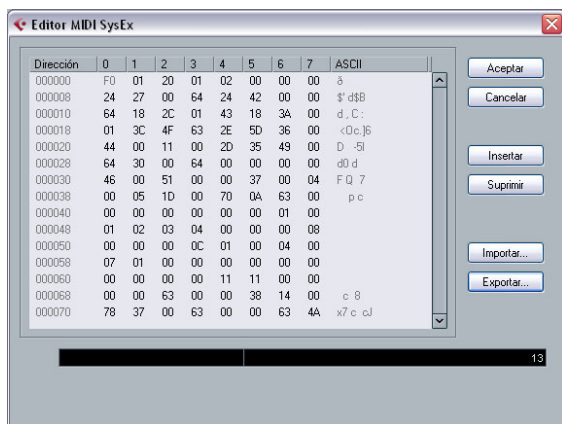 Editor MIDI SysEx
Dirección 0 1 2 3 4 5 6 7 ASCII
000000 F0 01 20 01 02 00 00 00 ð
000008 24 27 00 64 24 42 00 00 $' d$B
000010 64 18 2C 01 43 18 3A 00 d , C :
000018 01 3C 4F 63 2E 5D 36 00 <Oc.]6
000020 44 00 11 00 2D 35 49 00 D -5I
000028 64 30 00 64 00 00 00 00 d0 d
000030 46 00 51 00 00 37 00 04 F Q 7
000038 00 05 1D 00 70 0A 63 00 p c
000040 00 00 00 00 00 00 01 00
000048 01 02 03 04 00 00 00 08
000050 00 00 00 0C 01 00 04 00
000058 07 01 00 00 00 00 00 00
000060 00 00 00 00 11 11 00 00
000068 00 00 63 00 00 38 14 00 c 8
000070 78 37 00 63 00 00 63 4A x7 c cJ
Aceptar
Cancelar
Insertar
Suprimir
Importar...
Exportar...
13